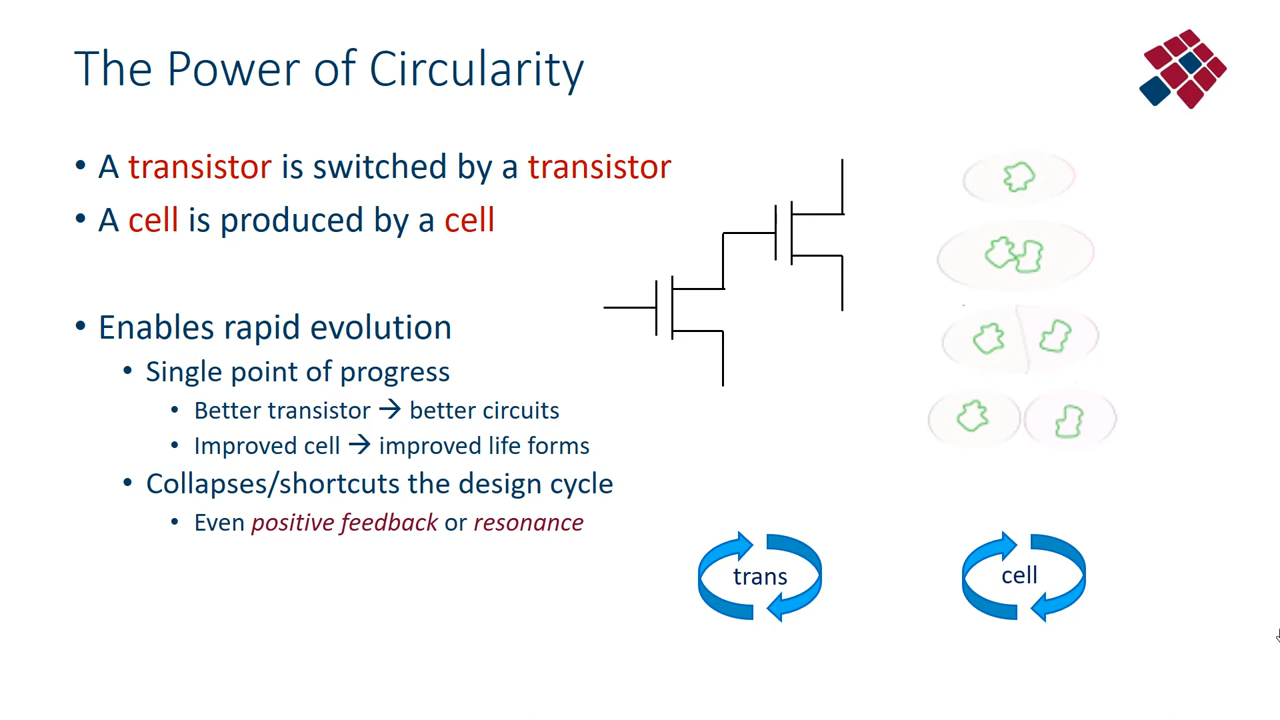 The Power of Circularity
• A transistor is switched by a transistor
• A cell is produced by a cell
• Enables rapid evolution
• Single point of progress
• Better transistor → better circuits
• Improved cell → improved life forms
• Collapses/shortcuts the design cycle
• Even positive feedback or resonance
trans
cell